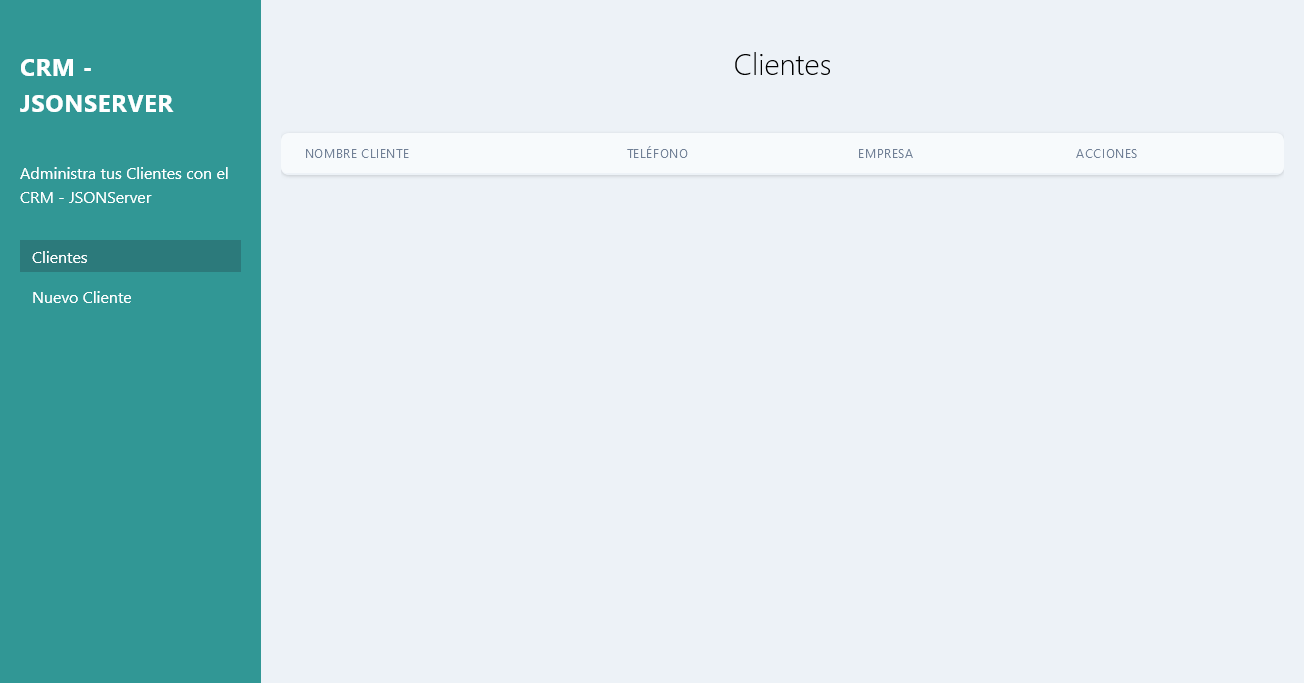 CRM -
JSONSERVER
Administra tus Clientes con el
CRM - JSONServer
Clientes
Nuevo Cliente
Clientes
NOMBRE CLIENTE TELÉFONO EMPRESA ACCIONES